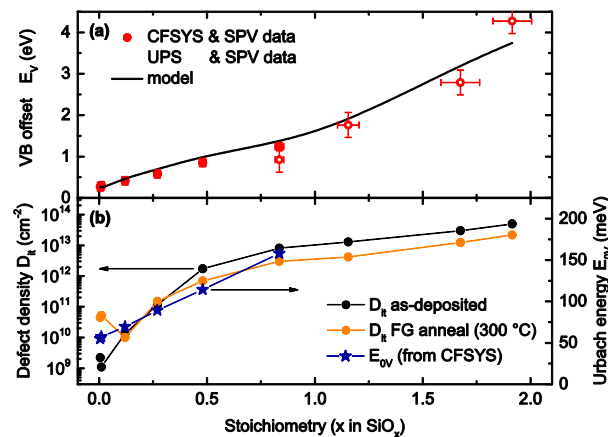 (a)
CFSYS & SPV data
UPS & SPV data
model
VB offset E_V (eV)
4
3
2
1
0
(b)
Defect density D_it (cm^-2)
10^14
10^13
10^12
10^11
10^10
10^9
D_it as-deposited
D_it FG anneal (300 °C)
E_0V (from CFSYS)
200
150
100
50
0
Urbach energy E_0V (meV)
0.0 0.5 1.0 1.5 2.0
Stoichometry (x in SiO_x)